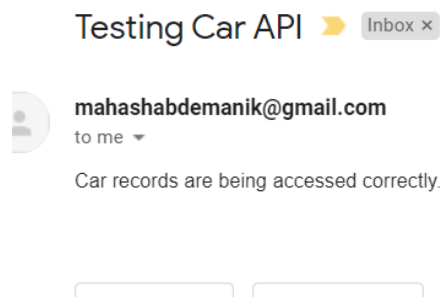 Testing Car API Inbox ×
mahashabdemanik@gmail.com
to me
Car records are being accessed correctly.